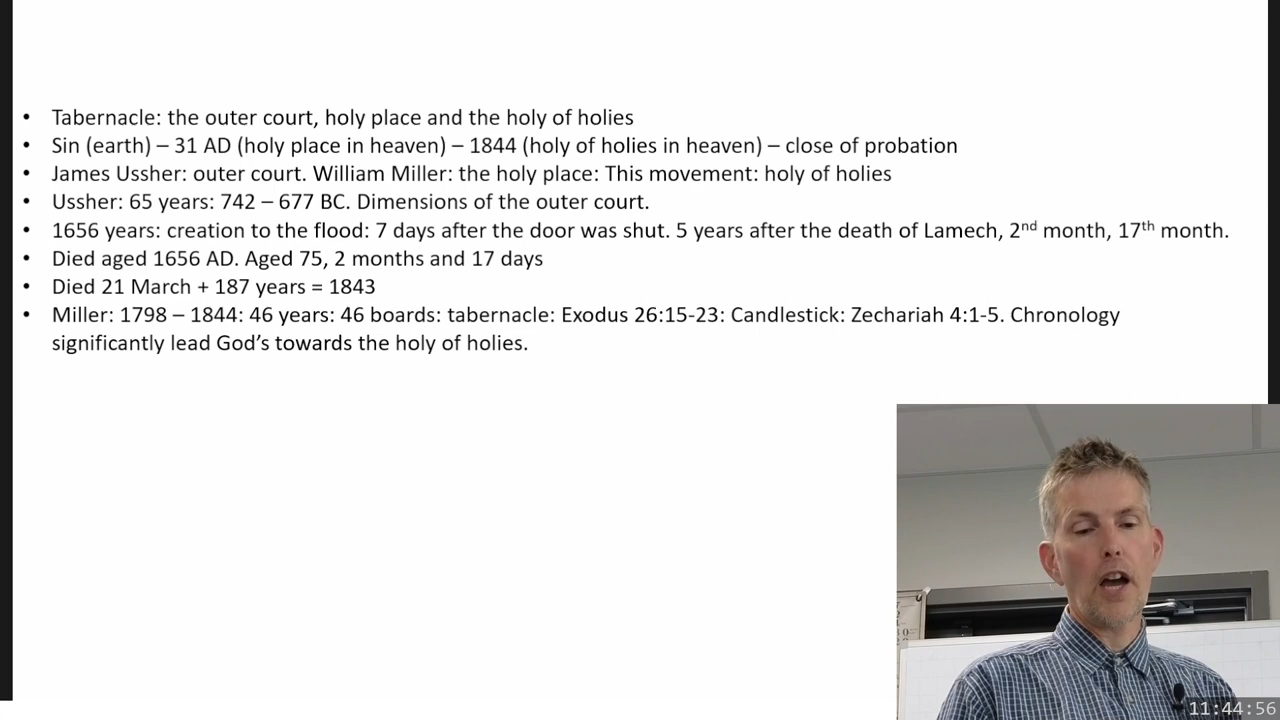 • Tabernacle: the outer court, holy place and the holy of holies
• Sin (earth) – 31 AD (holy place in heaven) – 1844 (holy of holies in heaven) – close of probation
• James Ussher: outer court. William Miller: the holy place: This movement: holy of holies
• Ussher: 65 years: 742 – 677 BC. Dimensions of the outer court.
• 1656 years: creation to the flood: 7 days after the door was shut. 5 years after the death of Lamech, 2nd month, 17th month.
• Died aged 1656 AD. Aged 75, 2 months and 17 days
• Died 21 March + 187 years = 1843
• Miller: 1798 – 1844: 46 years: 46 boards: tabernacle: Exodus 26:15-23: Candlestick: Zechariah 4:1-5. Chronology
significantly lead God’s towards the holy of holies.
11:44:56